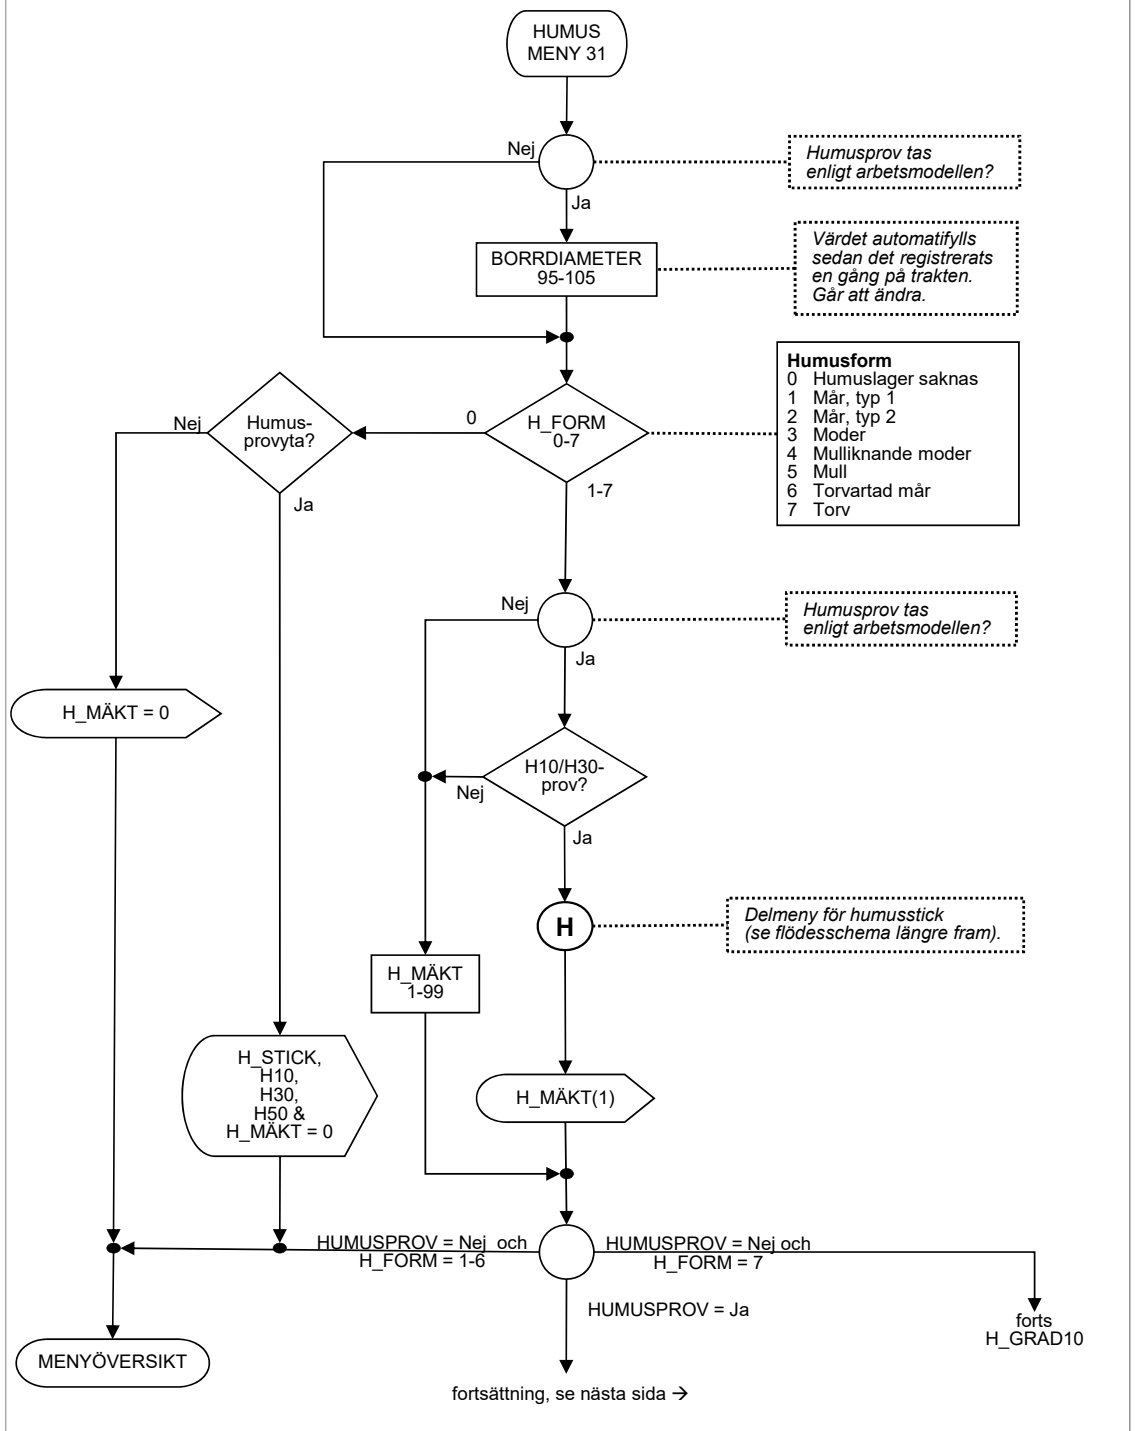 HUMUS
MENY 31
Nej
Humusprov tas
enligt arbetsmodellen?
Ja
BORRDIAMETER
95-105
Värdet automatifylls
sedan det registrerats
en gång på trakten.
Går att ändra.
Humusform
0 Humuslager saknas
1 Mår, typ 1
2 Mår, typ 2
3 Moder
4 Mulliknande moder
5 Mull
6 Torvartad mår
7 Torv
Nej
Humus-
provyta?
0
H_FORM
0-7
Ja
1-7
Nej
Humusprov tas
enligt arbetsmodellen?
Ja
H_MÄKT = 0
H10/H30-
prov?
Nej
Ja
H
Delmeny för humusstick
(se flödesschema längre fram).
H_MÄKT
1-99
H_STICK,
H10,
H30,
H50 &
H_MÄKT = 0
H_MÄKT(1)
HUMUSPROV = Nej och
H_FORM = 1-6
HUMUSPROV = Nej och
H_FORM = 7
HUMUSPROV = Ja
forts
H_GRAD10
MENYÖVERSIKT
fortsättning, se nästa sida →